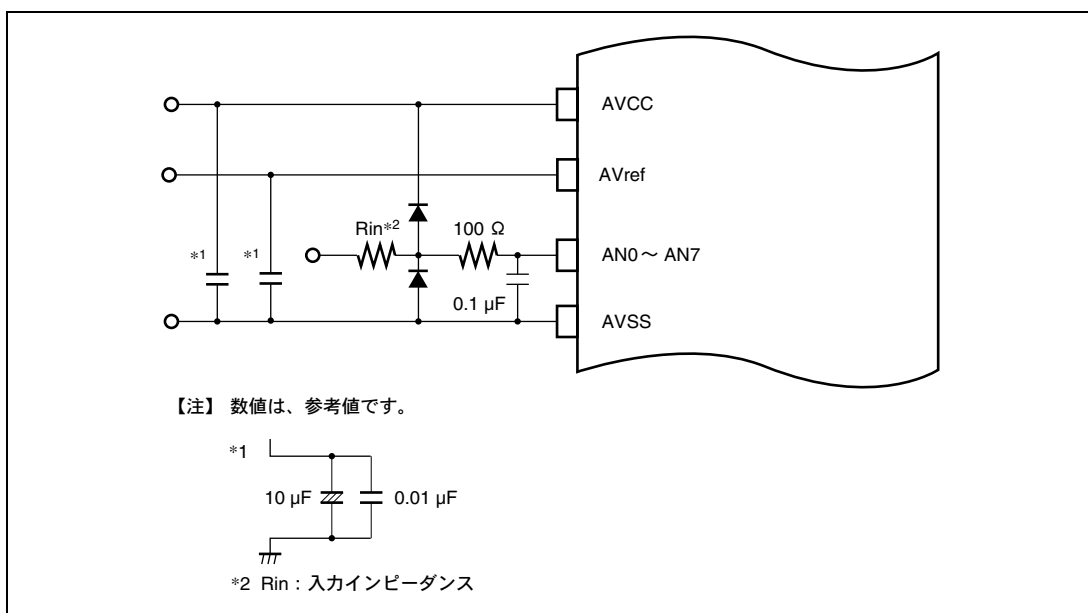 AVCC
AVref
Rin*2
100 Ω
*1
*1
AN0～ AN7
0.1 µF
AVSS
【注】 数値は、参考値です。
*1
10 µF
0.01 µF
*2 Rin：入力インピーダンス